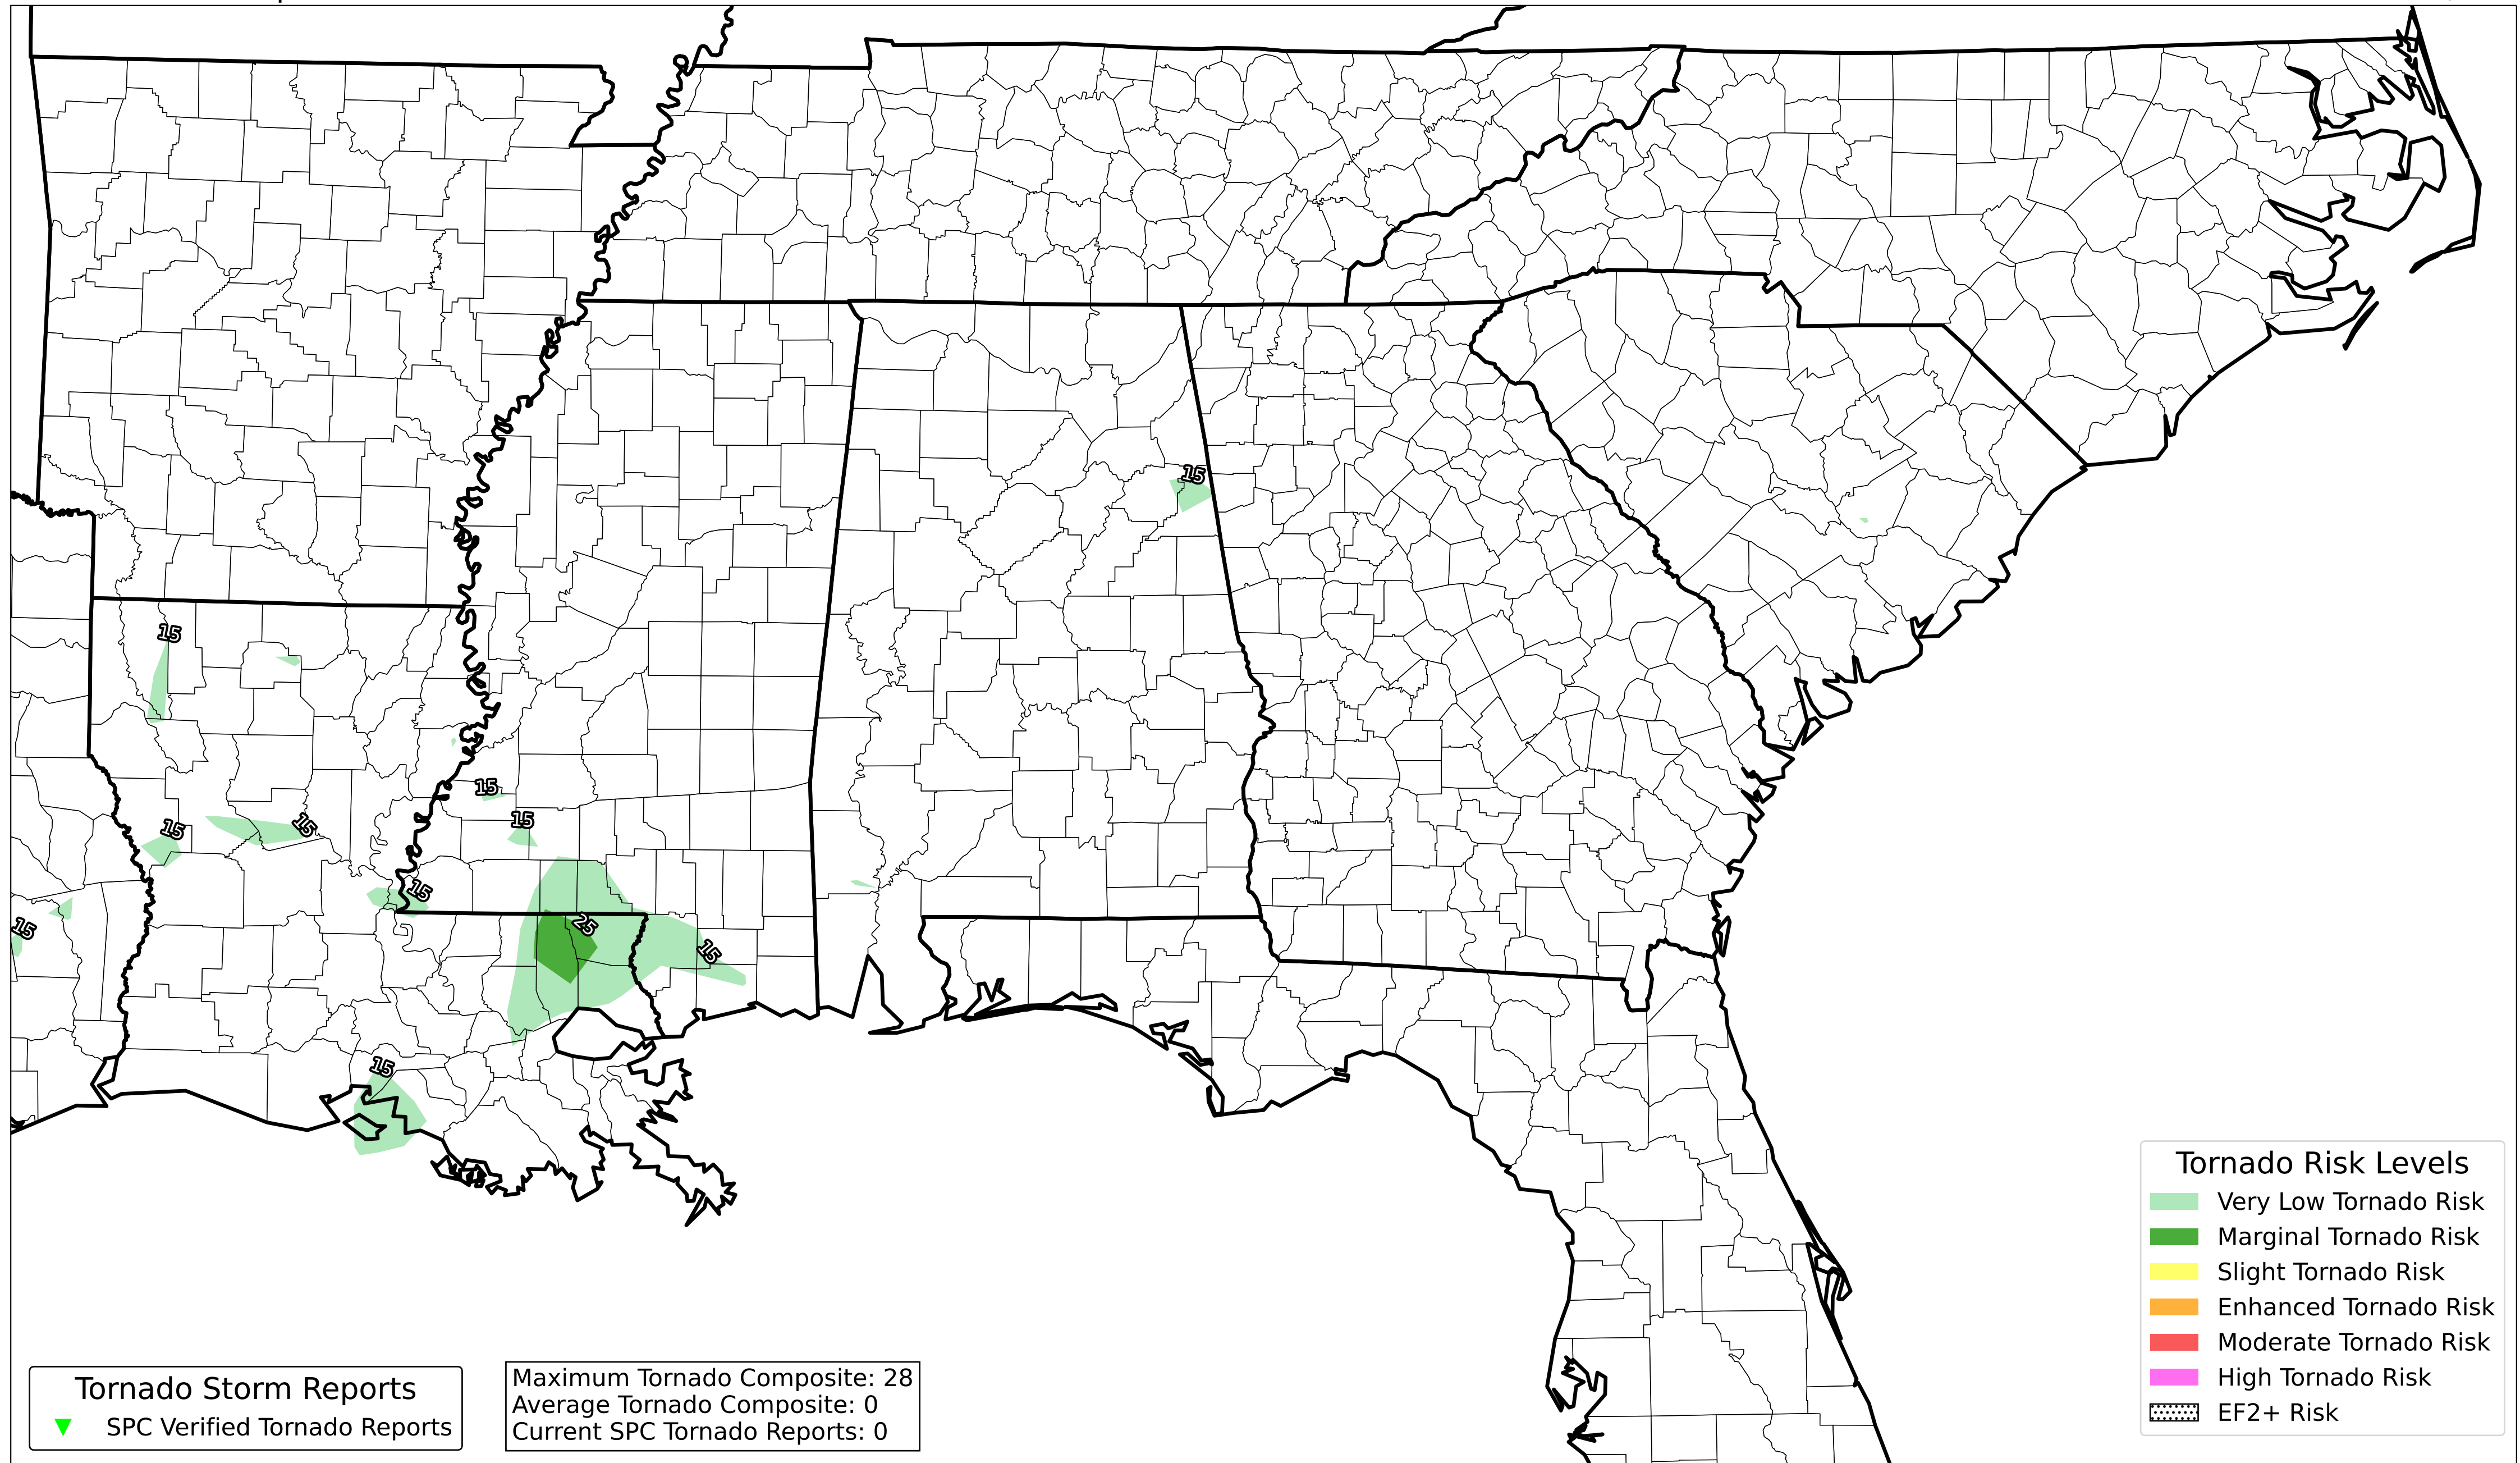 15
15
15
15
15
15
15
15
25
15
15
Tornado Risk Levels
Very Low Tornado Risk
Marginal Tornado Risk
Slight Tornado Risk
Enhanced Tornado Risk
Moderate Tornado Risk
High Tornado Risk
EF2+ Risk
Tornado Storm Reports
SPC Verified Tornado Reports
Maximum Tornado Composite: 28
Average Tornado Composite: 0
Current SPC Tornado Reports: 0